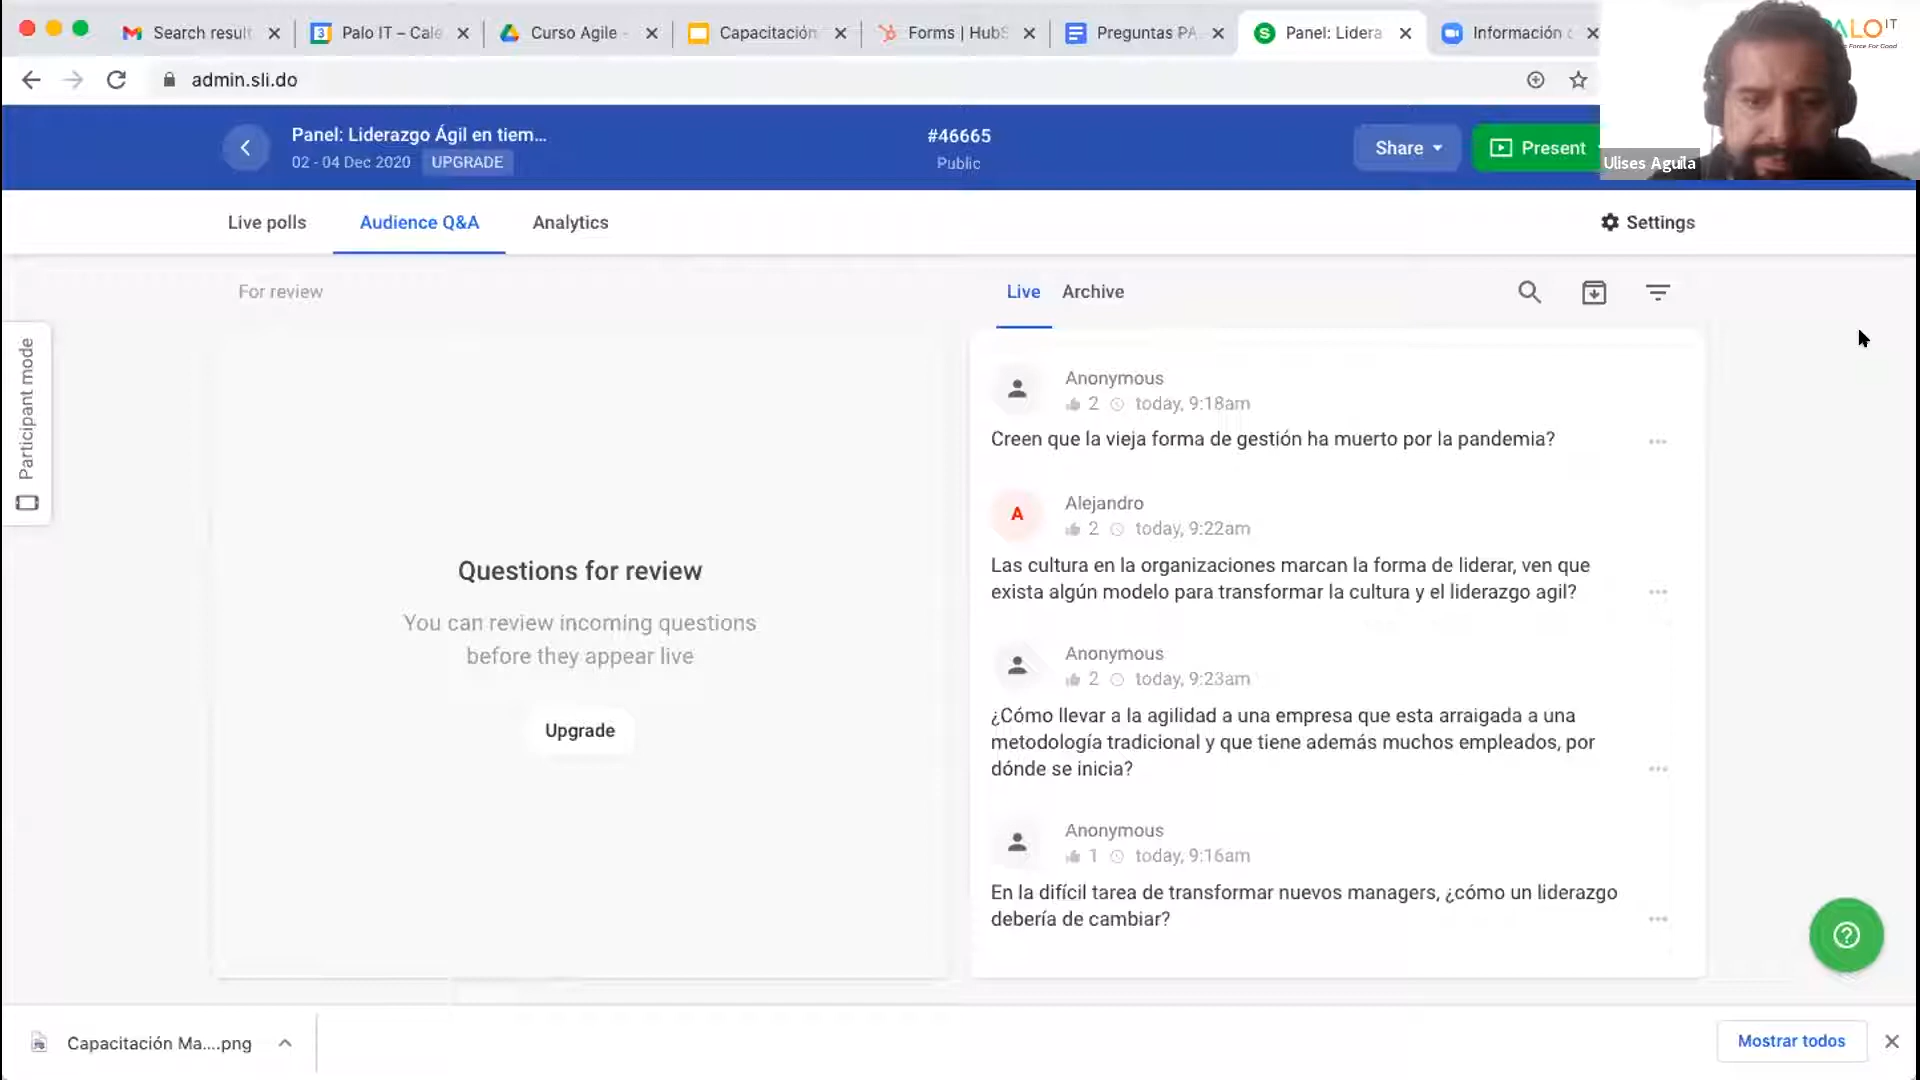 Search result
Palo IT – Cale
Curso Agile -
Capacitación
Forms | HubS
Preguntas PA
Panel: Lidera
Información
PALO IT
Force For Good
admin.sli.do
Panel: Liderazgo Ágil en tiem...
02 - 04 Dec 2020 UPGRADE
#46665
Public
Share
Present
Ulises Aguila
Live polls
Audience Q&A
Analytics
Settings
For review
Live
Archive
Participant mode
Questions for review
You can review incoming questions
before they appear live
Upgrade
Anonymous
2 today, 9:18am
Creen que la vieja forma de gestión ha muerto por la pandemia?
A
Alejandro
2 today, 9:22am
Las cultura en la organizaciones marcan la forma de liderar, ven que
exista algún modelo para transformar la cultura y el liderazgo agil?
Anonymous
2 today, 9:23am
¿Cómo llevar a la agilidad a una empresa que esta arraigada a una
metodología tradicional y que tiene además muchos empleados, por
dónde se inicia?
Anonymous
1 today, 9:16am
En la difícil tarea de transformar nuevos managers, ¿cómo un liderazgo
debería de cambiar?
Capacitación Ma....png
Mostrar todos